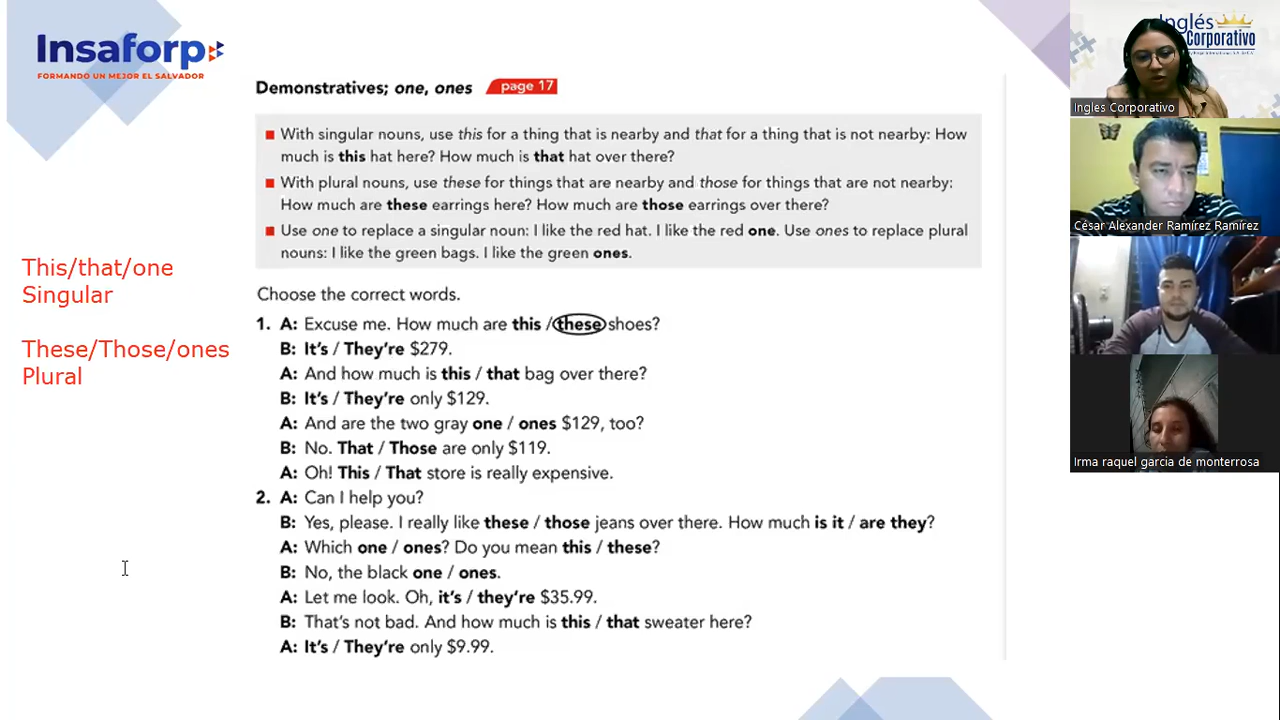 Insaforp
FORMANDO UN MEJOR EL SALVADOR
Demonstratives; one, ones page 17
With singular nouns, use this for a thing that is nearby and that for a thing that is not nearby: How
much is this hat here? How much is that hat over there?
With plural nouns, use these for things that are nearby and those for things that are not nearby:
How much are these earrings here? How much are those earrings over there?
Use one to replace a singular noun: I like the red hat. I like the red one. Use ones to replace plural
nouns: I like the green bags. I like the green ones.
This/that/one
Singular
These/Those/ones
Plural
Choose the correct words.
1. A: Excuse me. How much are this / these shoes?
B: It's / They're $279.
A: And how much is this / that bag over there?
B: It's / They're only $129.
A: And are the two gray one / ones $129, too?
B: No. That / Those are only $119.
A: Oh! This / That store is really expensive.
2. A: Can I help you?
B: Yes, please. I really like these / those jeans over there. How much is it / are they?
A: Which one / ones? Do you mean this / these?
B: No, the black one / ones.
A: Let me look. Oh, it's / they're $35.99.
B: That's not bad. And how much is this / that sweater here?
A: It's / They're only $9.99.
Inglés
Corporativo
Ingles Corporativo
César Alexander Ramírez Ramírez
Irma raquel garcia de monterrosa